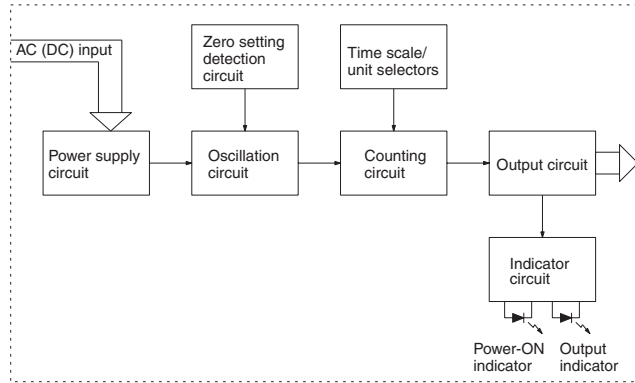 AC (DC) input
Zero setting
detection
circuit
Time scale/
unit selectors
Power supply
circuit
Oscillation
circuit
Counting
circuit
Output circuit
Indicator
circuit
Power-ON
indicator
Output
indicator